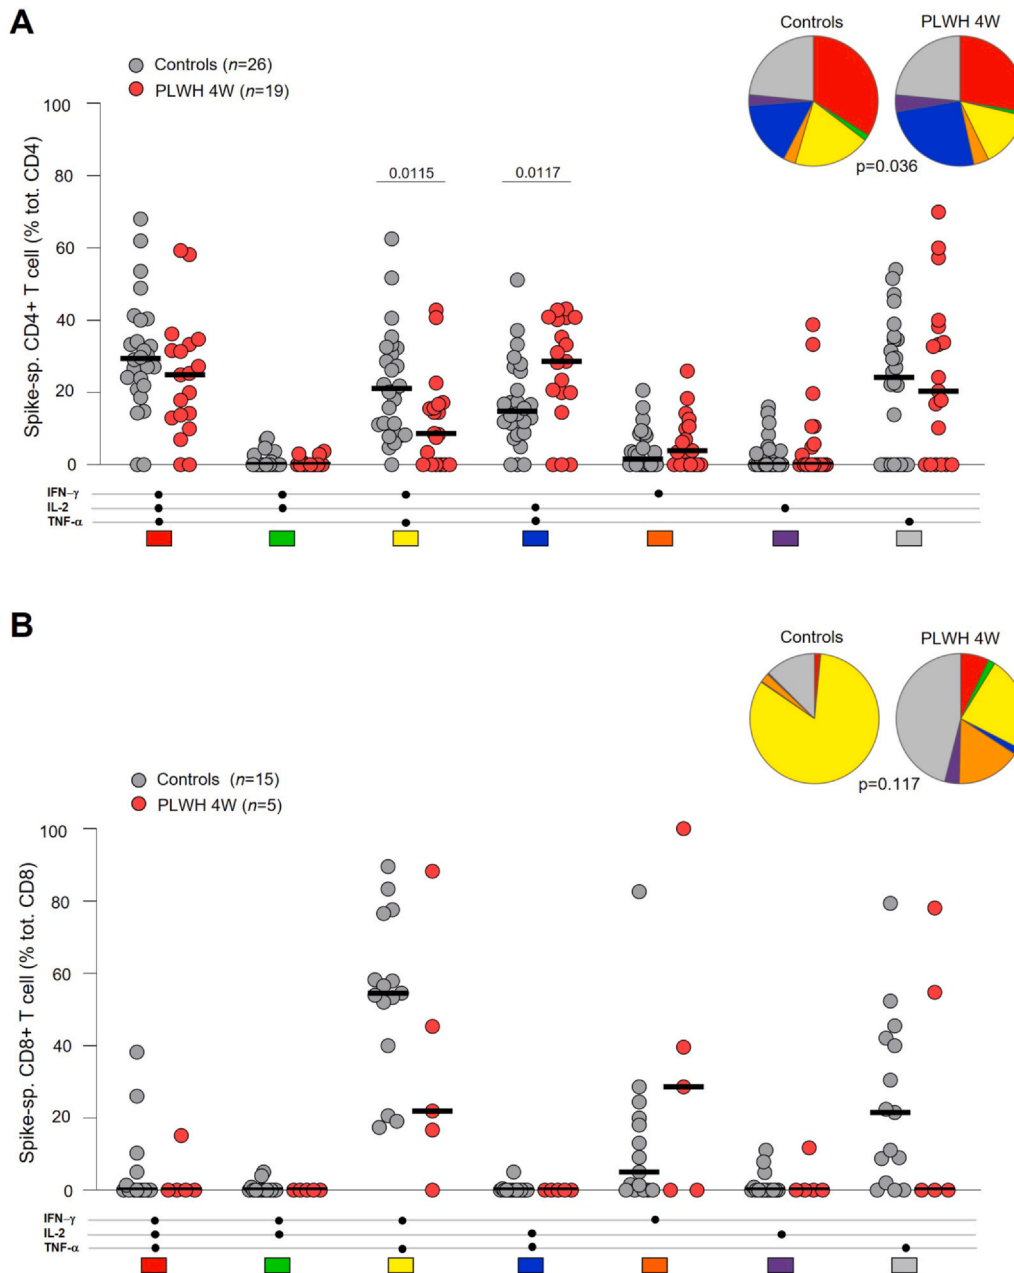 A
Controls
PLWH 4W
Controls (n=26)
PLWH 4W (n=19)
p=0.036
Spike-sp. CD4+ T cell (% tot. CD4)
100
80
60
40
20
0
0.0115
0.0117
IFN-γ
IL-2
TNF-α
B
Controls
PLWH 4W
Controls (n=15)
PLWH 4W (n=5)
p=0.117
Spike-sp. CD8+ T cell (% tot. CD8)
100
80
60
40
20
0
IFN-γ
IL-2
TNF-α